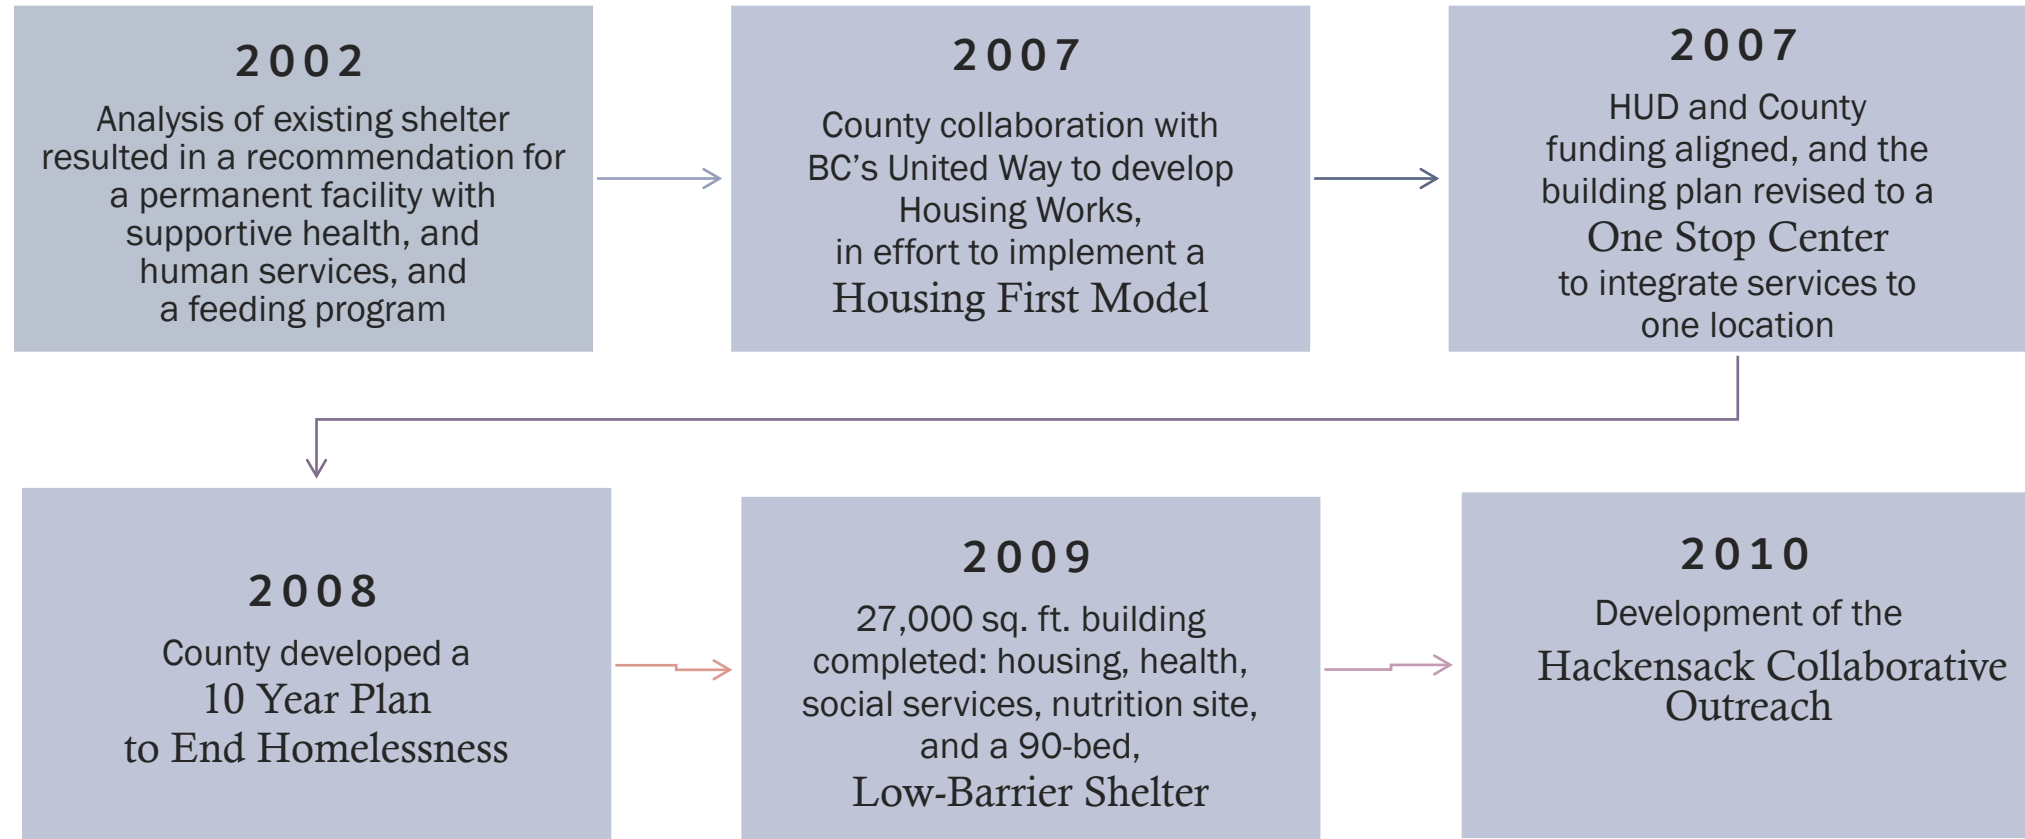 2002
Analysis of existing shelter
resulted in a recommendation for
a permanent facility with
supportive health, and
human services, and
a feeding program
2007
County collaboration with
BC’s United Way to develop
Housing Works,
in effort to implement a
Housing First Model
2007
HUD and County
funding aligned, and the
building plan revised to a
One Stop Center
to integrate services to
one location
2008
County developed a
10 Year Plan
to End Homelessness
2009
27,000 sq. ft. building
completed: housing, health,
social services, nutrition site,
and a 90-bed,
Low-Barrier Shelter
2010
Development of the
Hackensack Collaborative
Outreach